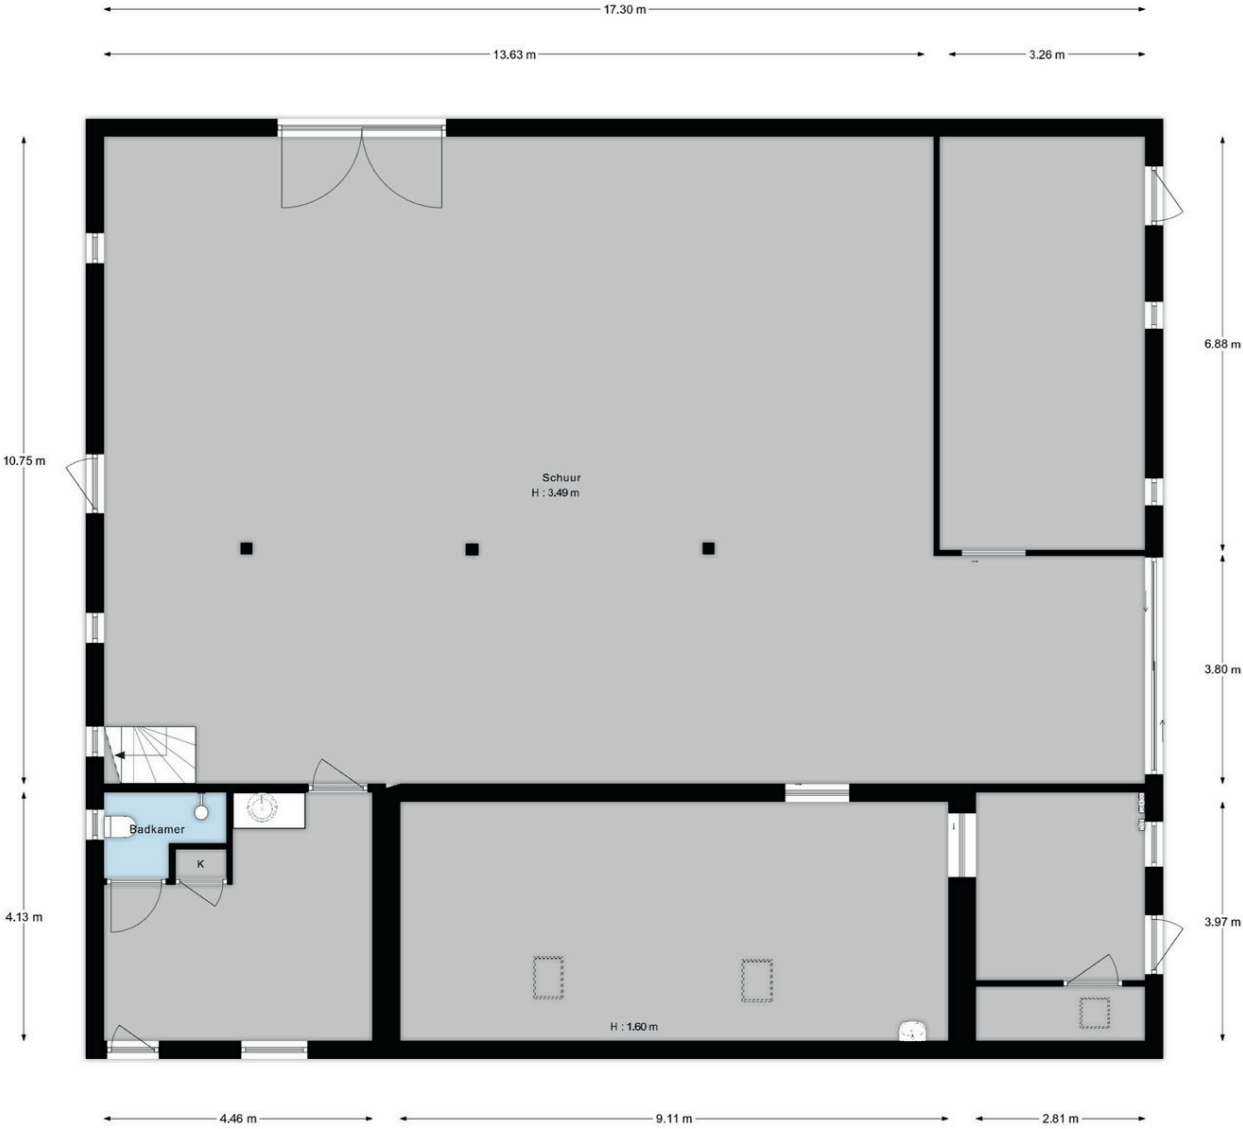 17.30 m
13.63 m
3.26 m
6.88 m
10.75 m
Schuur
H : 3.49 m
3.80 m
Badkamer
K
4.13 m
3.97 m
H : 1.60 m
4.46 m
9.11 m
2.81 m